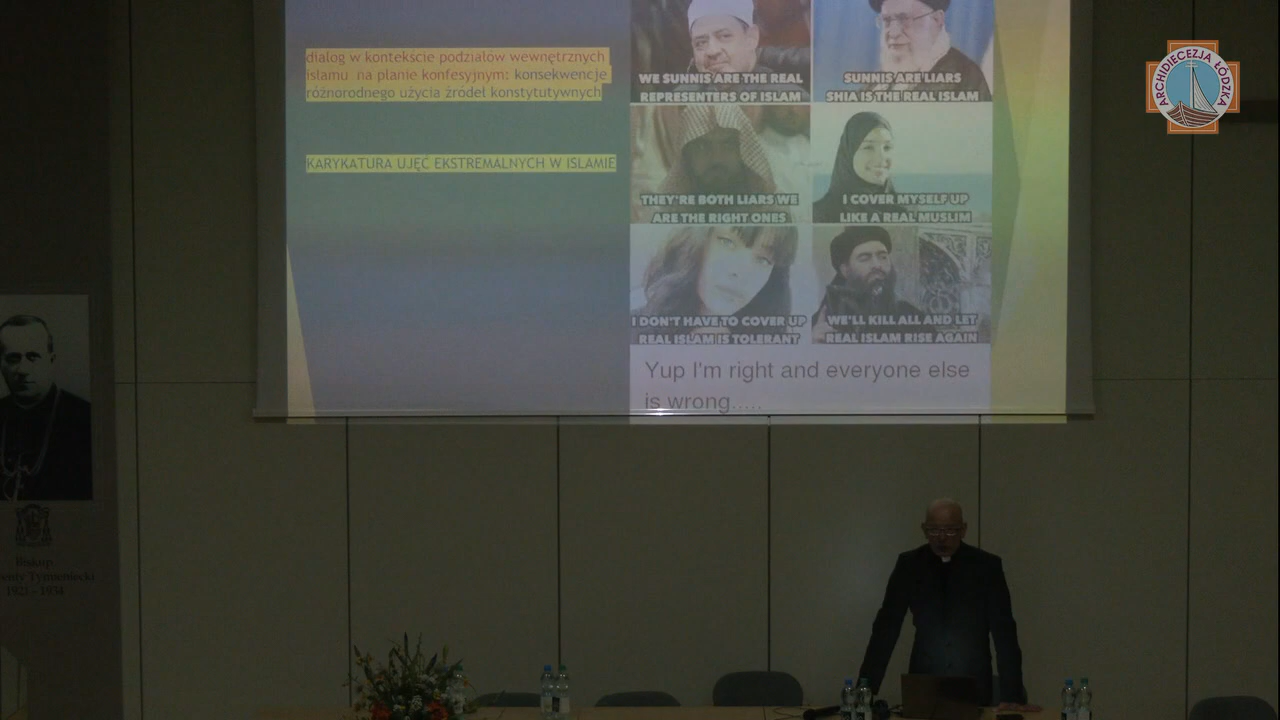 dialog w kontekście podziałów wewnętrznych
islamu na planie konfesyjnym: konsekwencje
różnorodnego użycia źródeł konstytutywnych
KARYKATURA UJĘĆ EKSTREMALNYCH W ISLAMIE
WE SUNNIS ARE THE REAL
REPRESENTERS OF ISLAM
SUNNIS ARE LIARS
SHIA IS THE REAL ISLAM
THEY'RE BOTH LIARS WE
ARE THE RIGHT ONES
I COVER MYSELF UP
LIKE A REAL MUSLIM
I DON'T HAVE TO COVER UP
REAL ISLAM IS TOLERANT
WE'LL KILL ALL AND LET
REAL ISLAM RISE AGAIN
Yup I'm right and everyone else
is wrong.....
ARCHIDIECEZJA ŁÓDZKA
Biskup
Tymieniecki
1921 - 1934